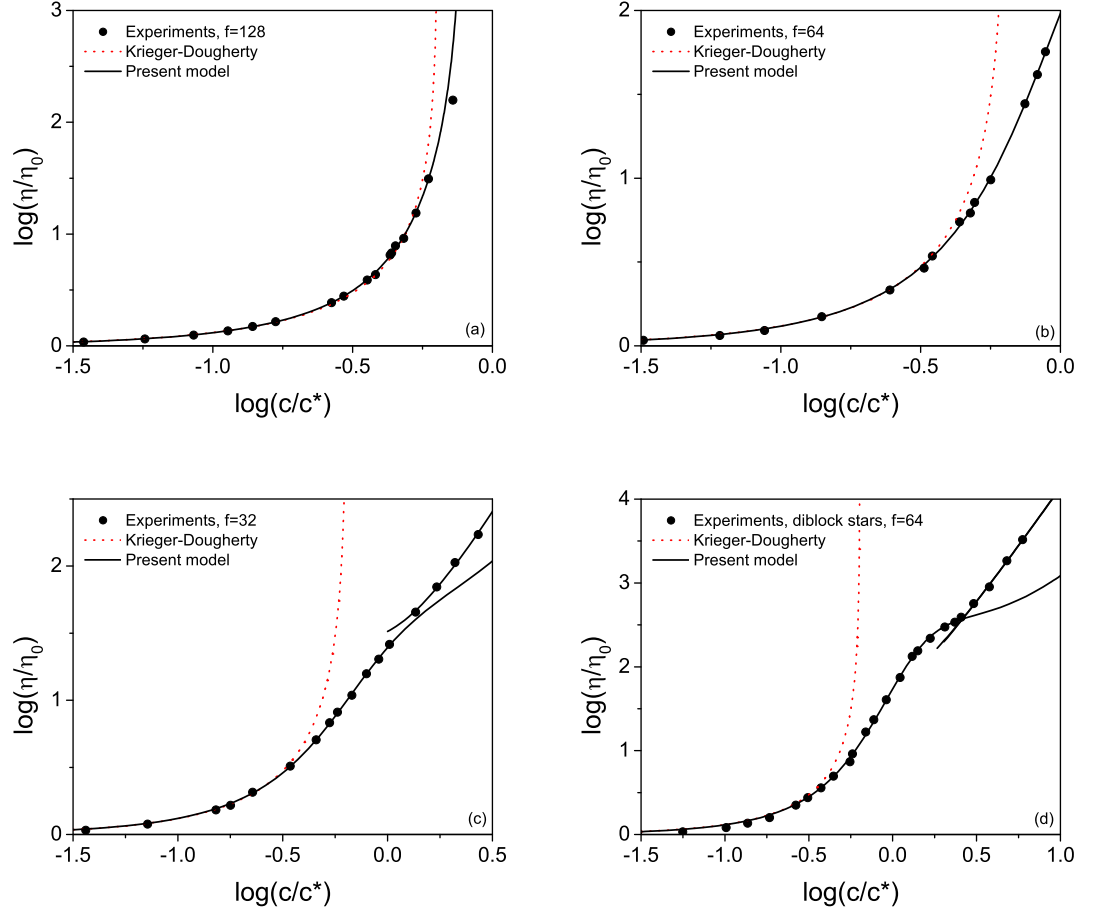 3
2
1
0
-1.5
-1.0
-0.5
0.0
log(η/η0)
log(c/c*)
Experiments, f=128
Krieger-Dougherty
Present model
(a)
2
1
0
-1.5
-1.0
-0.5
0.0
log(η/η0)
log(c/c*)
Experiments, f=64
Krieger-Dougherty
Present model
(b)
2
1
0
-1.5
-1.0
-0.5
0.0
0.5
log(η/η0)
log(c/c*)
Experiments, f=32
Krieger-Dougherty
Present model
(c)
4
3
2
1
0
-1.5
-1.0
-0.5
0.0
0.5
1.0
log(η/η0)
log(c/c*)
Experiments, diblock stars, f=64
Krieger-Dougherty
Present model
(d)